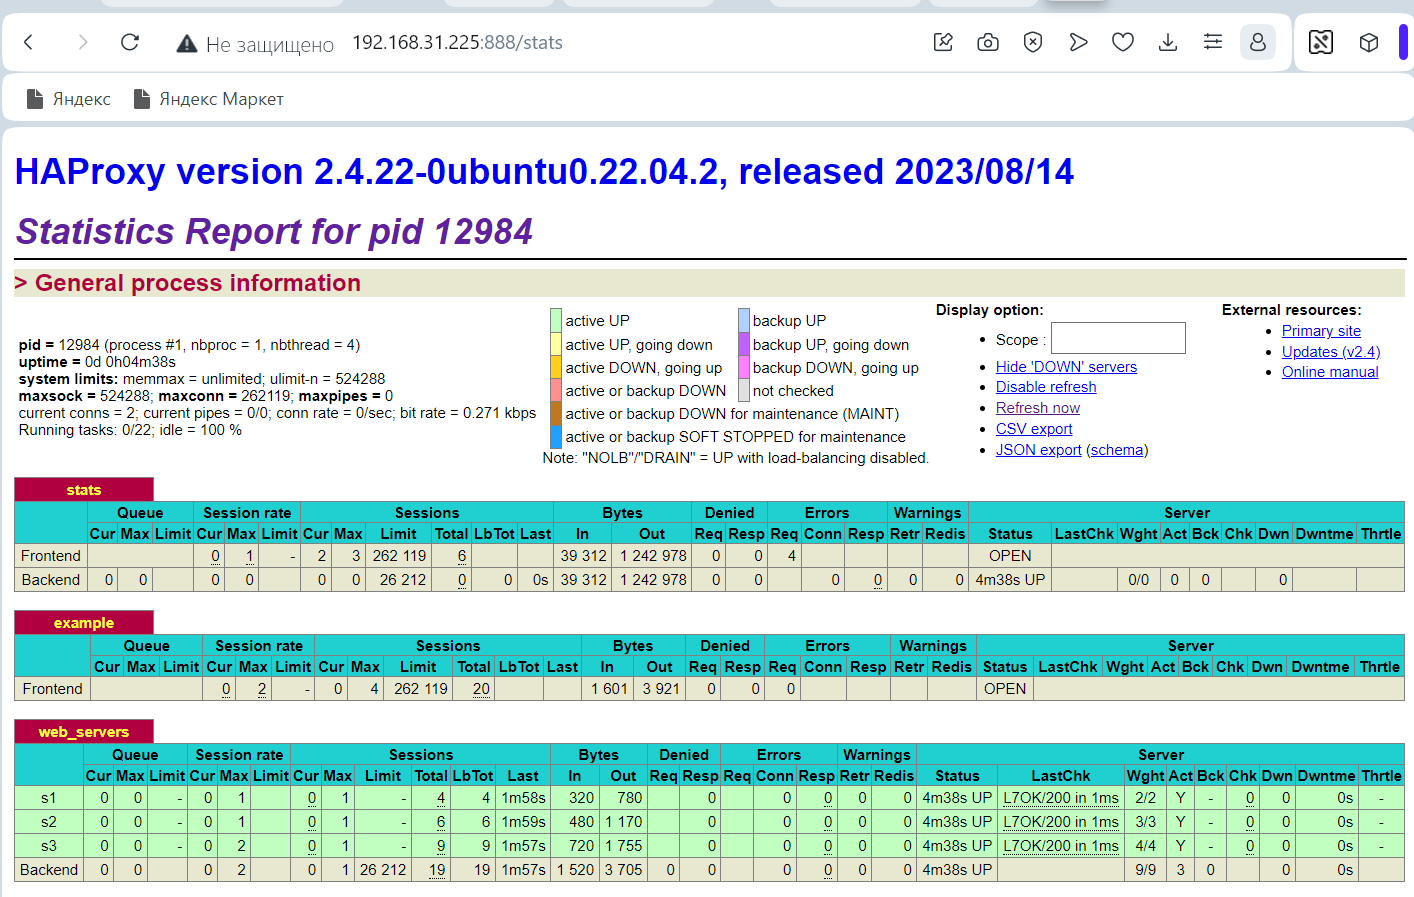 Не защищено 192.168.31.225:888/stats
Яндекс Яндекс Маркет
HAProxy version 2.4.22-0ubuntu0.22.04.2, released 2023/08/14
Statistics Report for pid 12984
> General process information
pid = 12984 (process #1, nbproc = 1, nbthread = 4)
uptime = 0d 0h04m38s
system limits: memmax = unlimited; ulimit-n = 524288
maxsock = 524288; maxconn = 262119; maxpipes = 0
current conns = 2; current pipes = 0/0; conn rate = 0/sec; bit rate = 0.271 kbps
Running tasks: 0/22; idle = 100 %
active UP backup UP
active UP, going down backup UP, going down
active DOWN, going up backup DOWN, going up
active or backup DOWN not checked
active or backup DOWN for maintenance (MAINT)
active or backup SOFT STOPPED for maintenance
Note: "NOLB"/"DRAIN" = UP with load-balancing disabled.
Display option:
Scope :
Hide 'DOWN' servers
Disable refresh
Refresh now
CSV export
JSON export (schema)
External resources:
Primary site
Updates (v2.4)
Online manual
stats
Queue Session rate Sessions Bytes Denied Errors Warnings Server
Cur Max Limit Cur Max Limit Cur Max Limit Total LbTot Last In Out Req Resp Req Conn Resp Retr Redis Status LastChk Wght Act Bck Chk Dwn Dwntme Thrtle
Frontend 0 1 - 2 3 262 119 6 39 312 1 242 978 0 0 4 OPEN
Backend 0 0 0 0 0 0 26 212 0 0 0s 39 312 1 242 978 0 0 0 0 0 0 4m38s UP 0/0 0 0 0
example
Queue Session rate Sessions Bytes Denied Errors Warnings Server
Cur Max Limit Cur Max Limit Cur Max Limit Total LbTot Last In Out Req Resp Req Conn Resp Retr Redis Status LastChk Wght Act Bck Chk Dwn Dwntme Thrtle
Frontend 0 2 - 0 4 262 119 20 1 601 3 921 0 0 0 OPEN
web_servers
Queue Session rate Sessions Bytes Denied Errors Warnings Server
Cur Max Limit Cur Max Limit Cur Max Limit Total LbTot Last In Out Req Resp Req Conn Resp Retr Redis Status LastChk Wght Act Bck Chk Dwn Dwntme Thrtle
s1 0 0 - 0 1 0 1 - 4 4 1m58s 320 780 0 0 0 0 0 4m38s UP L7OK/200 in 1ms 2/2 Y - 0 0 0s -
s2 0 0 - 0 1 0 1 - 6 6 1m59s 480 1 170 0 0 0 0 0 4m38s UP L7OK/200 in 1ms 3/3 Y - 0 0 0s -
s3 0 0 - 0 2 0 1 - 9 9 1m57s 720 1 755 0 0 0 0 0 4m38s UP L7OK/200 in 1ms 4/4 Y - 0 0 0s -
Backend 0 0 0 2 0 1 26 212 19 19 1m57s 1 520 3 705 0 0 0 0 0 0 4m38s UP 9/9 3 0 0 0s